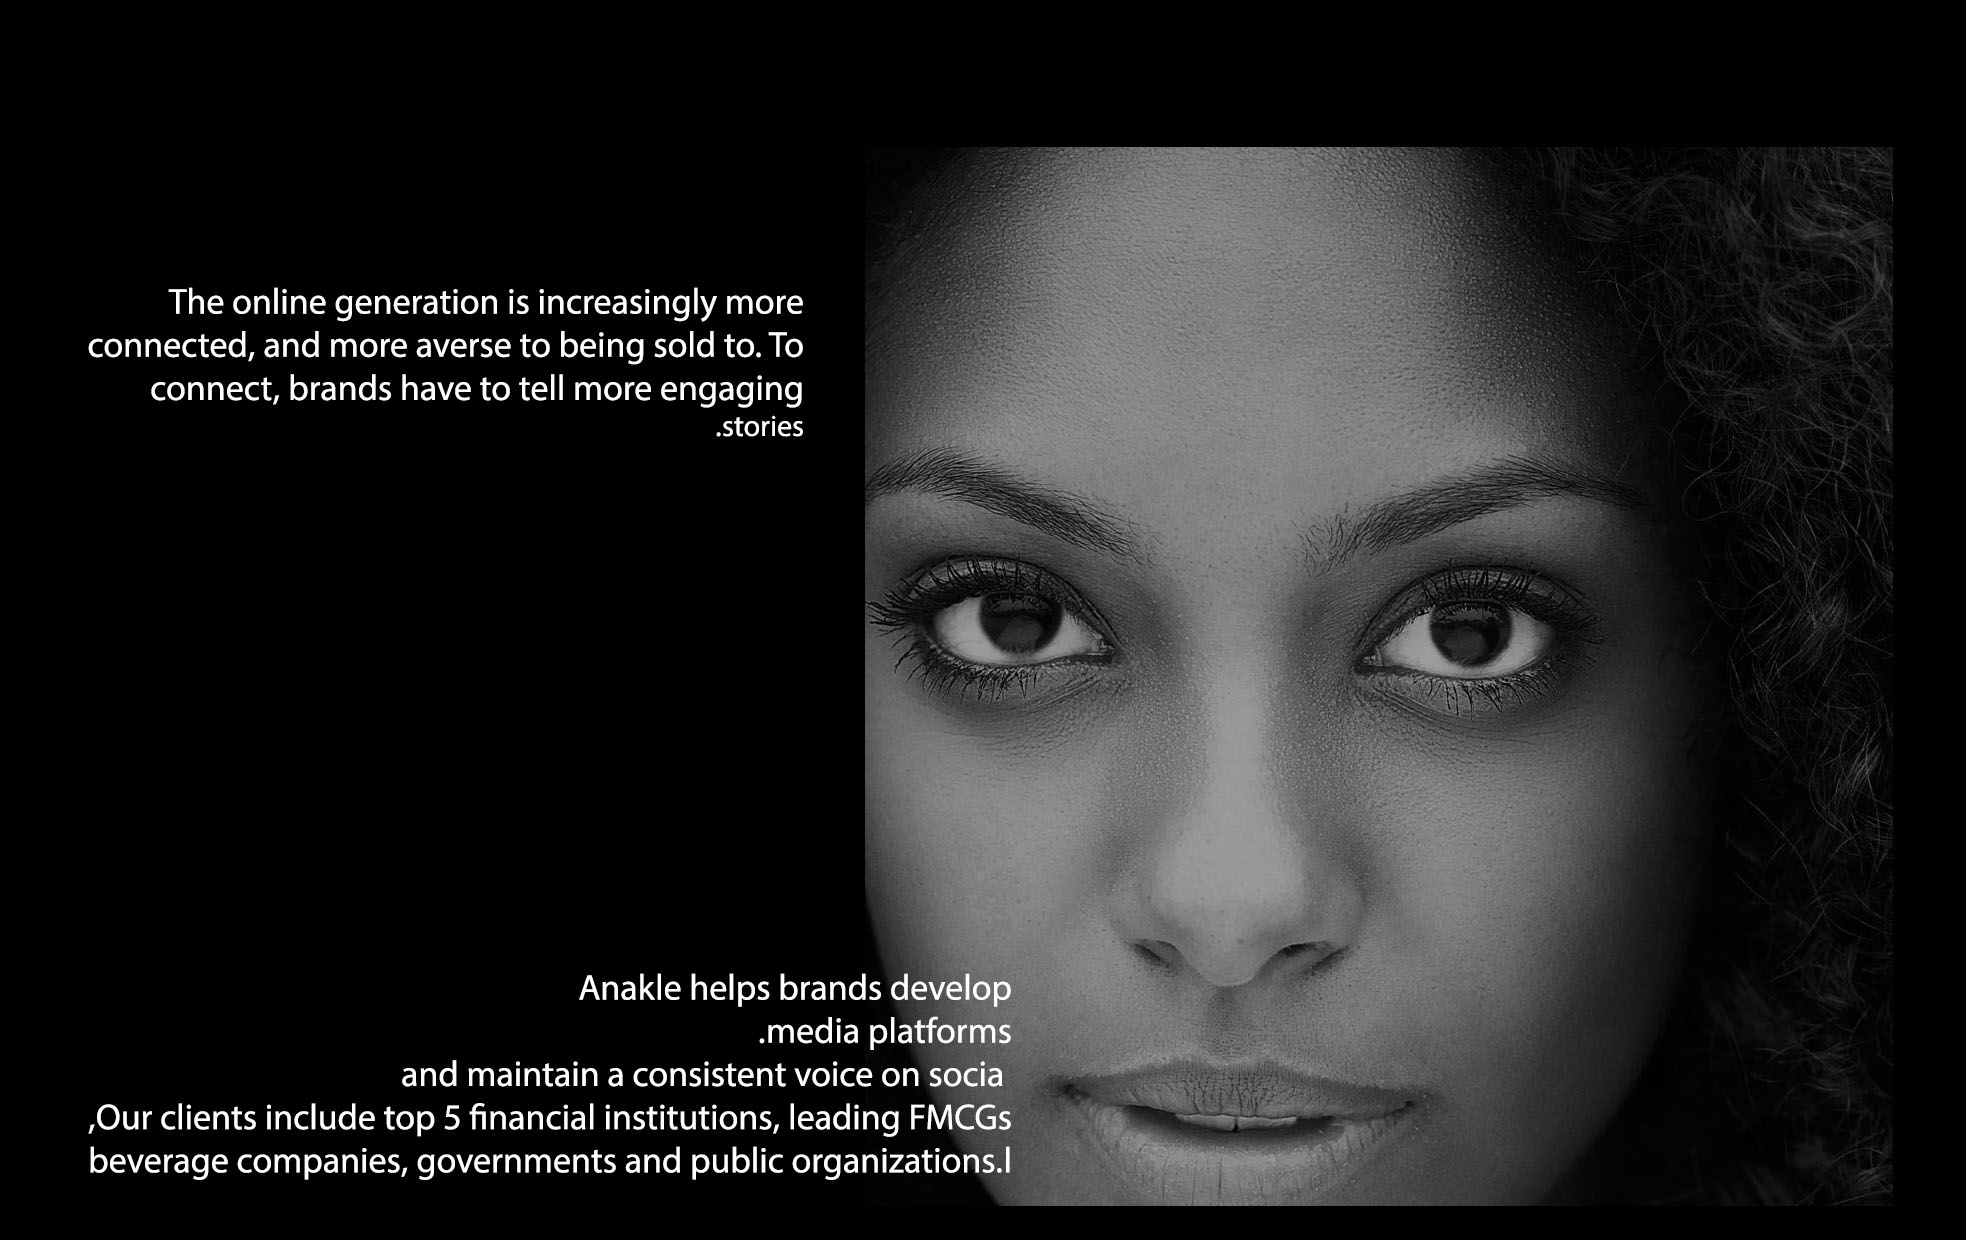 The online generation is increasingly more
connected, and more averse to being sold to. To
connect, brands have to tell more engaging
.stories
Anakle helps brands develop
.media platforms
and maintain a consistent voice on socia
,Our clients include top 5 financial institutions, leading FMCGs
beverage companies, governments and public organizations.l